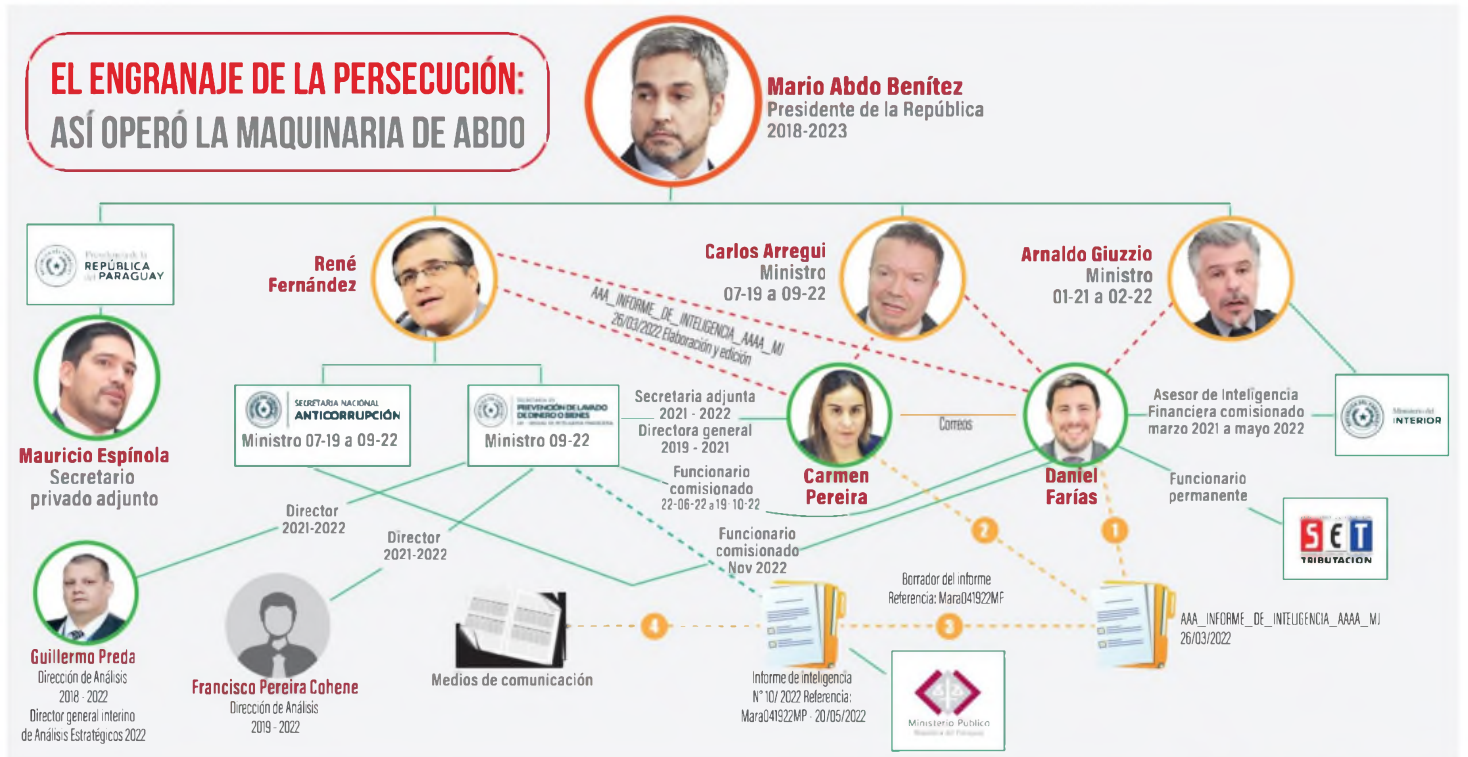 EL ENGRANAJE DE LA PERSECUCIÓN:
ASÍ OPERÓ LA MAQUINARIA DE ABDO
Mario Abdo Benítez
Presidente de la República
2018-2023
Presidencia de la
REPÚBLICA
del PARAGUAY
René
Fernández
Carlos Arregui
Ministro
07-19 a 09-22
Arnaldo Giuzzio
Ministro
01-21 a 02-22
AAA_INFORME_DE_INTELIGENCIA_AAAA_MJ
26/03/2022 Elaboración y edición
Mauricio Espínola
Secretario
privado adjunto
SECRETARIA NACIONAL
ANTICORRUPCIÓN
Ministro 07-19 a 09-22
PREVENCIÓN DE LAVADO
DE DINERO O BIENES
Ministro 09-22
Secretaria adjunta
2021 - 2022
Directora general
2019 - 2021
Carmen
Pereira
Correos
Daniel
Farías
Asesor de Inteligencia
Financiera comisionado
marzo 2021 a mayo 2022
Ministerio del
INTERIOR
Funcionario
comisionado
22-06-22 a 19-10-22
Funcionario
permanente
SET
TRIBUTACION
Director
2021-2022
Director
2021-2022
Funcionario
comisionado
Nov 2022
2
1
Guillermo Preda
Dirección de Análisis
2018 - 2022
Director general interino
de Análisis Estratégicos 2022
Francisco Pereira Cohene
Dirección de Análisis
2019 - 2022
Medios de comunicación
4
Borrador del informe
Referencia: Mara041922MF
3
AAA_INFORME_DE_INTELIGENCIA_AAAA_MJ
26/03/2022
Informe de inteligencia
N° 10/ 2022 Referencia:
Mara041922MP - 20/05/2022
Ministerio Público
República del Paraguay